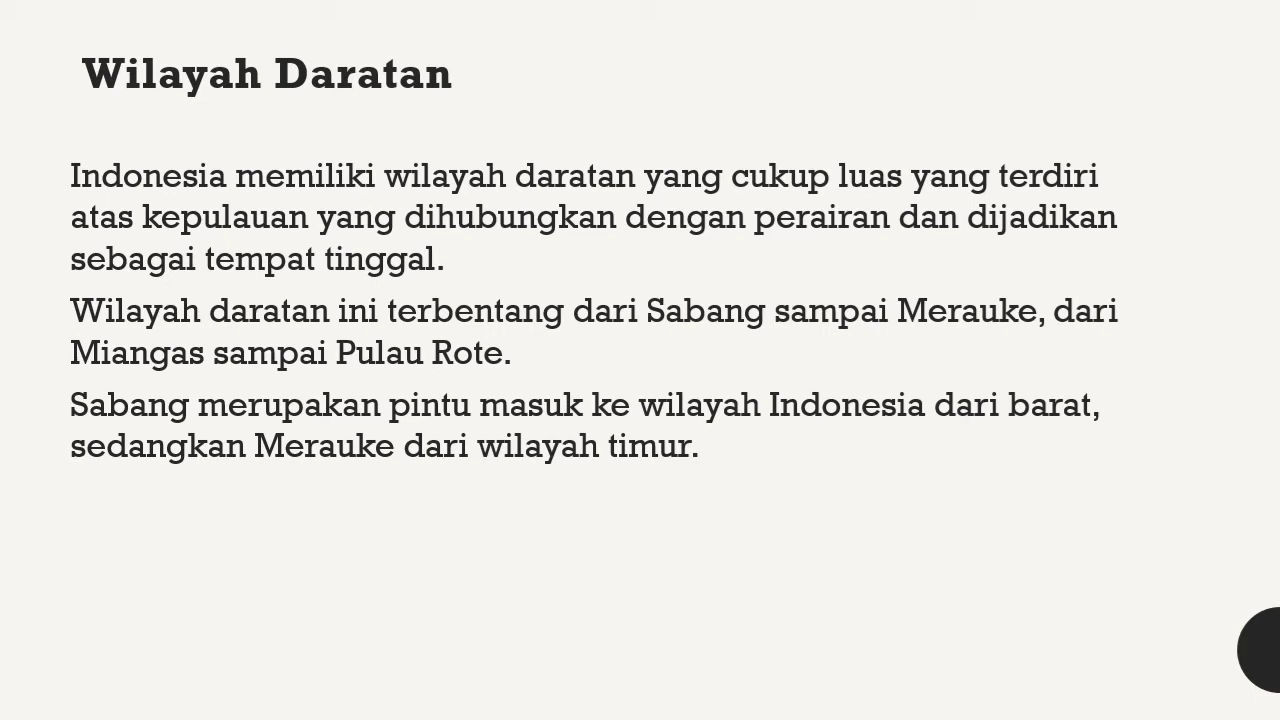 Wilayah Daratan
Indonesia memiliki wilayah daratan yang cukup luas yang terdiri
atas kepulauan yang dihubungkan dengan perairan dan dijadikan
sebagai tempat tinggal.
Wilayah daratan ini terbentang dari Sabang sampai Merauke, dari
Miangas sampai Pulau Rote.
Sabang merupakan pintu masuk ke wilayah Indonesia dari barat,
sedangkan Merauke dari wilayah timur.